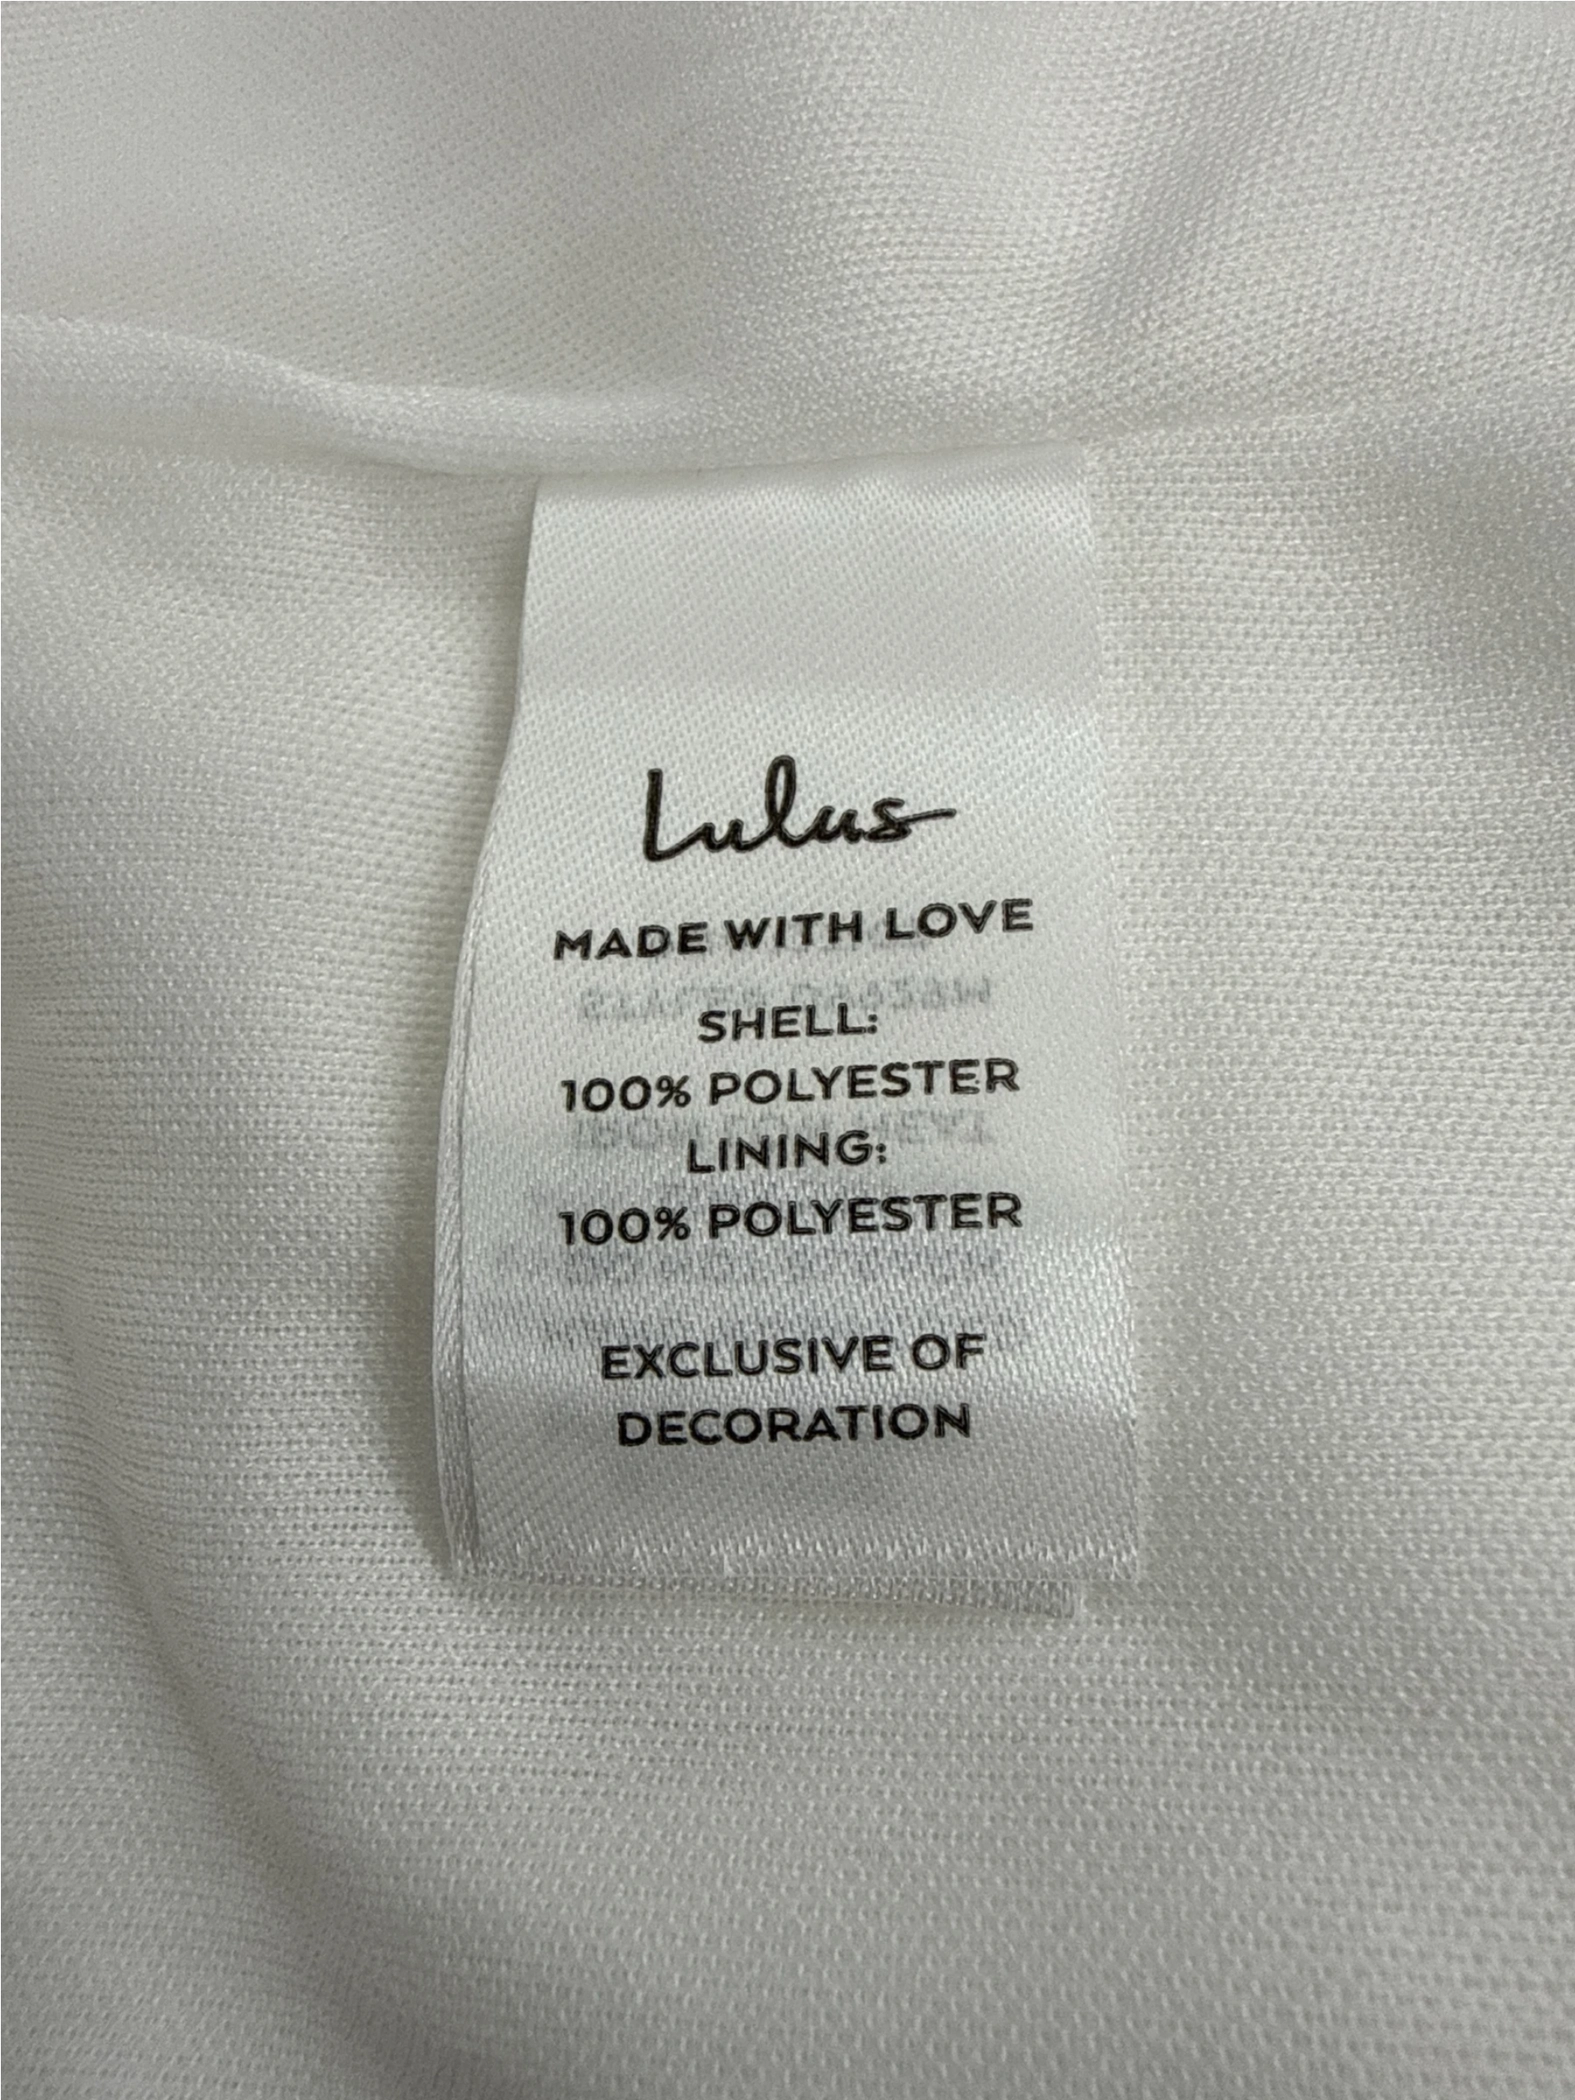 Lulus
MADE WITH LOVE
SHELL:
100% POLYESTER
LINING:
100% POLYESTER
EXCLUSIVE OF
DECORATION